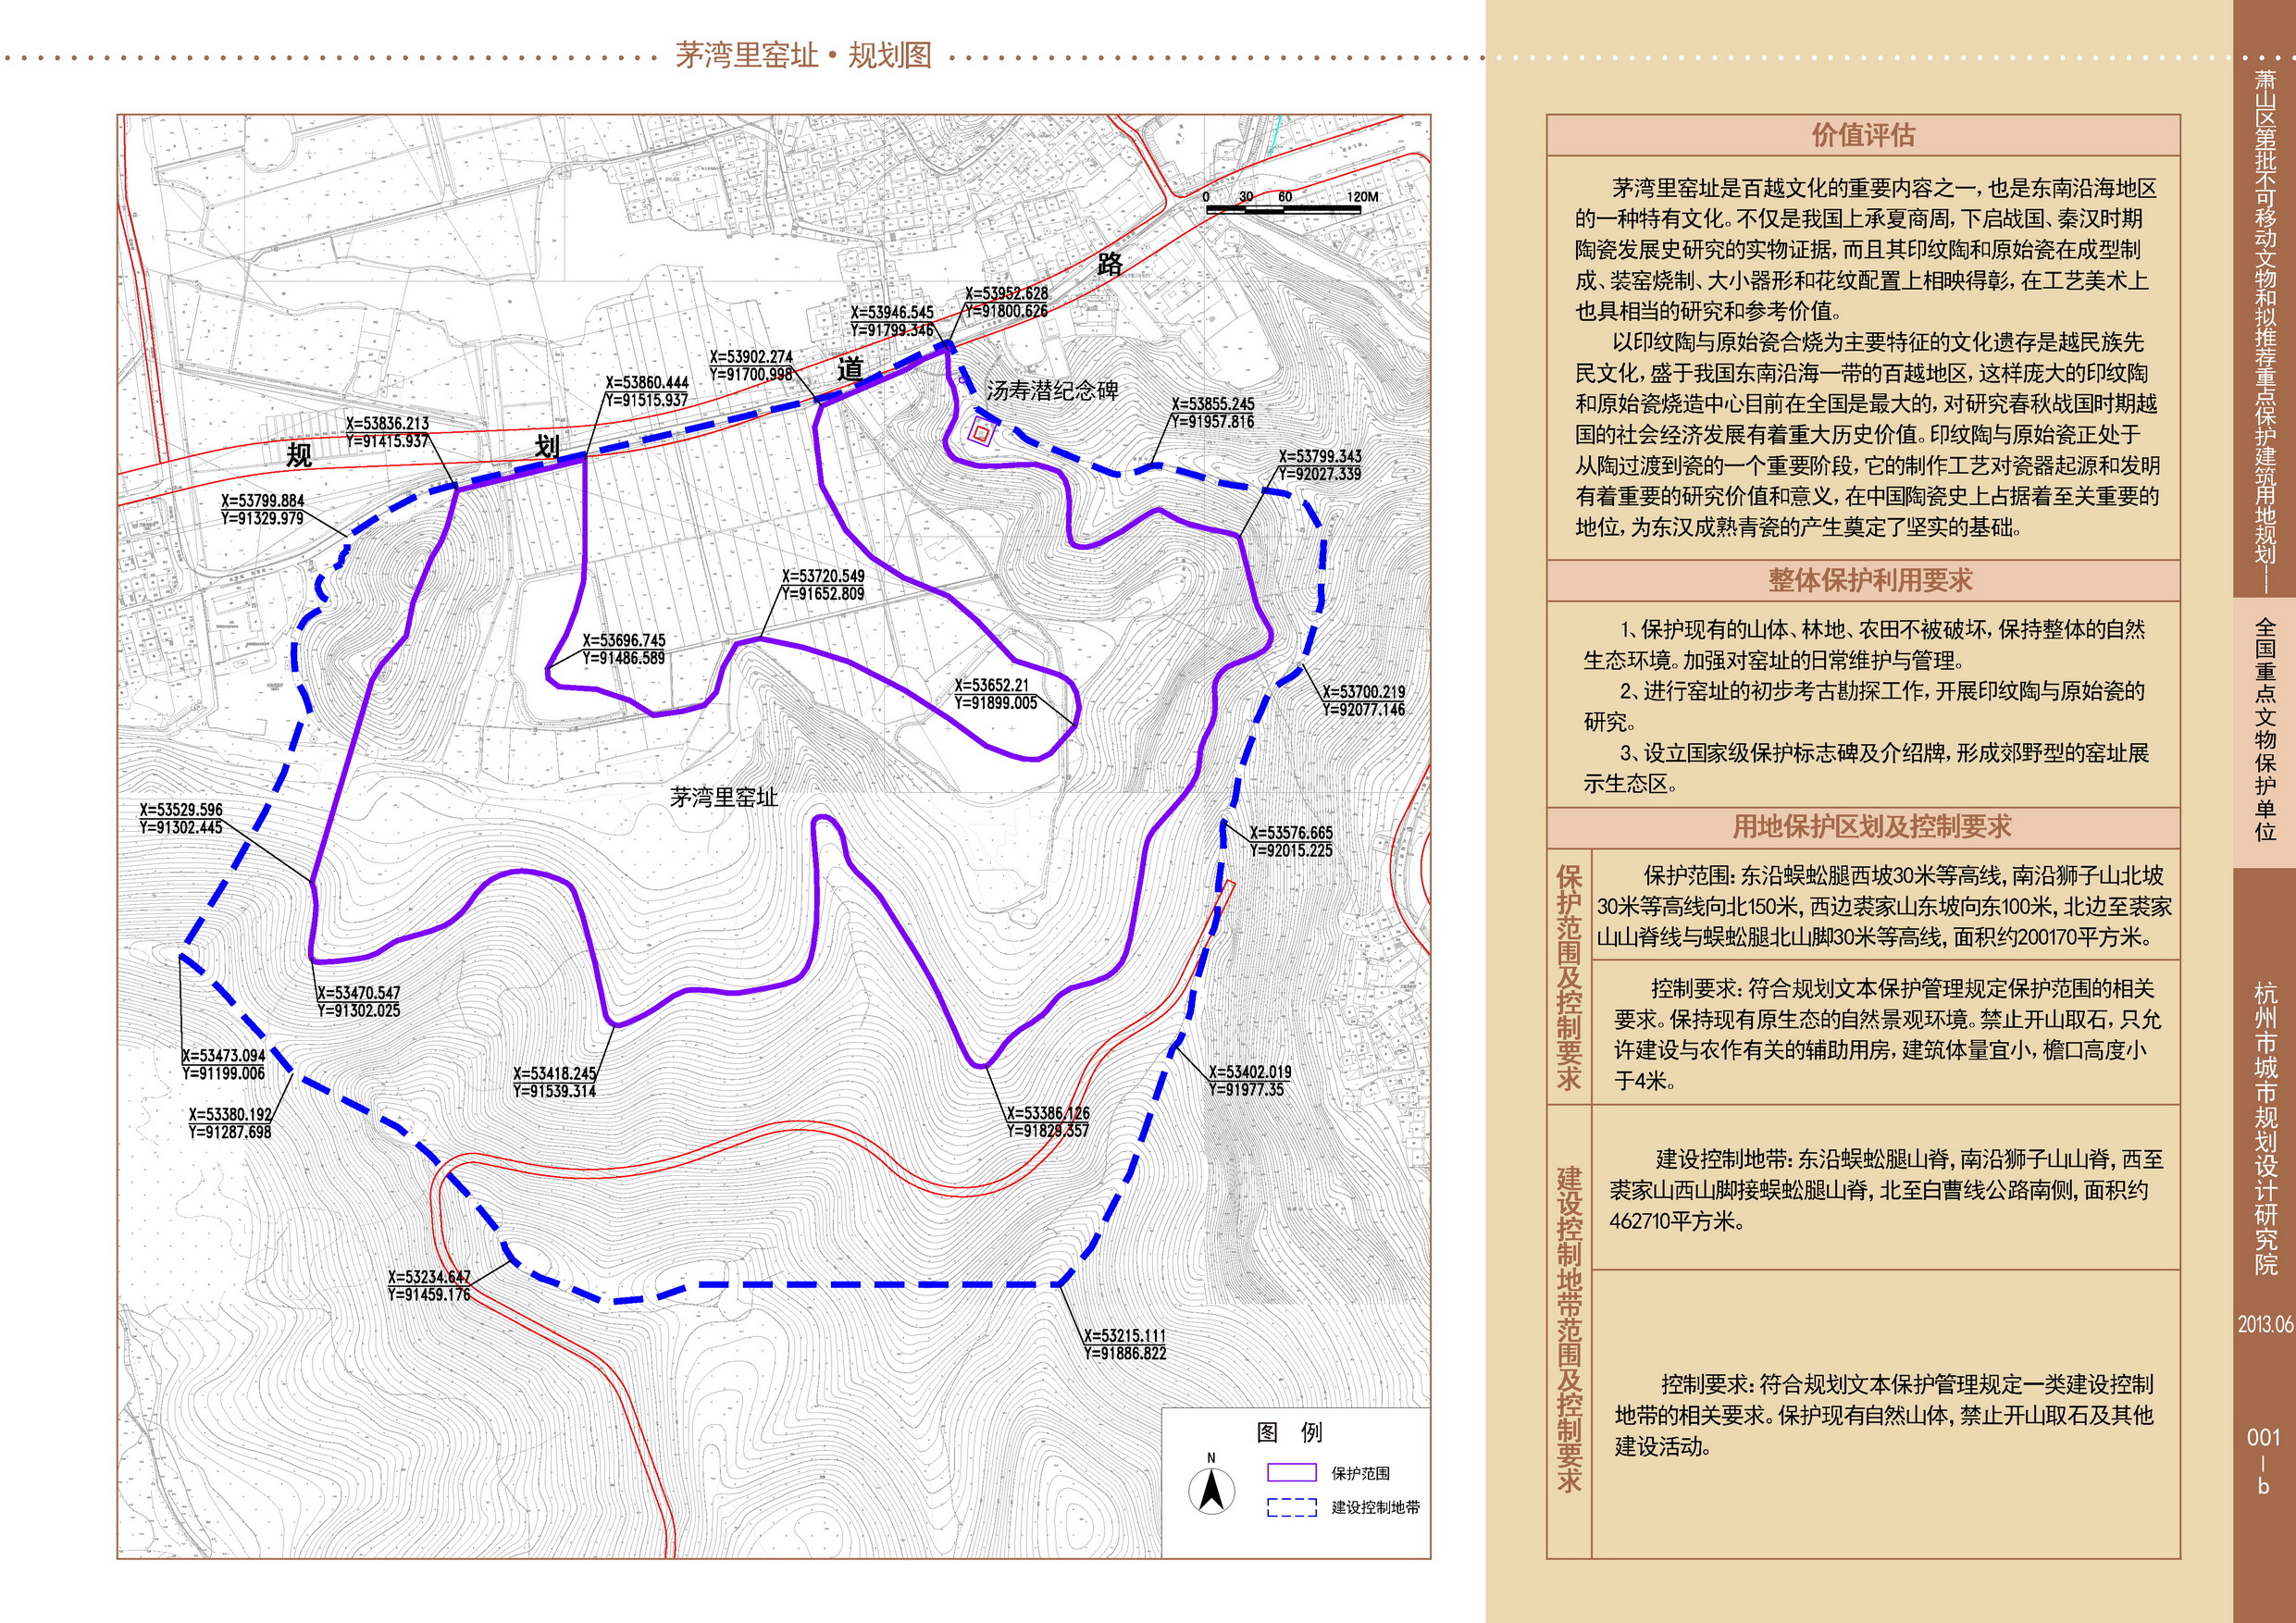 茅湾里窑址·规划图
0 30 60 120M
路
X=53952.628
Y=91800.626
X=53946.545
Y=91799.346
道
X=53902.274
Y=91700.998
X=53860.444
Y=91515.937
汤寿潜纪念碑
X=53855.245
Y=91957.816
X=53836.213
Y=91415.937
规
划
X=53799.343
Y=92027.339
X=53799.884
Y=91329.979
X=53720.549
Y=91652.809
X=53696.745
Y=91486.589
X=53652.21
Y=91899.005
X=53700.219
Y=92077.146
茅湾里窑址
X=53529.596
Y=91302.445
X=53576.665
Y=92015.225
X=53470.547
Y=91302.025
X=53473.094
Y=91199.006
X=53418.245
Y=91539.314
X=53402.019
Y=91977.35
X=53380.192
Y=91287.698
X=53386.126
Y=91829.357
X=53234.647
Y=91459.176
X=53215.111
Y=91886.822
图 例
N
保护范围
建设控制地带
价值评估
茅湾里窑址是百越文化的重要内容之一，也是东南沿海地区
的一种特有文化。不仅是我国上承夏商周，下启战国、秦汉时期
陶瓷发展史研究的实物证据，而且其印纹陶和原始瓷在成型制
成、装窑烧制、大小器形和花纹配置上相映得彰，在工艺美术上
也具相当的研究和参考价值。
以印纹陶与原始瓷合烧为主要特征的文化遗存是越民族先
民文化，盛于我国东南沿海一带的百越地区，这样庞大的印纹陶
和原始瓷烧造中心目前在全国是最大的，对研究春秋战国时期越
国的社会经济发展有着重大历史价值。印纹陶与原始瓷正处于
从陶过渡到瓷的一个重要阶段，它的制作工艺对瓷器起源和发明
有着重要的研究价值和意义，在中国陶瓷史上占据着至关重要的
地位，为东汉成熟青瓷的产生奠定了坚实的基础。
整体保护利用要求
1、保护现有的山体、林地、农田不被破坏，保持整体的自然
生态环境。加强对窑址的日常维护与管理。
2、进行窑址的初步考古勘探工作，开展印纹陶与原始瓷的
研究。
3、设立国家级保护标志碑及介绍牌，形成郊野型的窑址展
示生态区。
用地保护区划及控制要求
保护范围及控制要求
保护范围：东沿蜈蚣腿西坡30米等高线，南沿狮子山北坡
30米等高线向北150米，西边裘家山东坡向东100米，北边至裘家
山山脊线与蜈蚣腿北山脚30米等高线，面积约200170平方米。
控制要求：符合规划文本保护管理规定保护范围的相关
要求。保持现有原生态的自然景观环境。禁止开山取石，只允
许建设与农作有关的辅助用房，建筑体量宜小，檐口高度小
于4米。
建设控制地带范围及控制要求
建设控制地带：东沿蜈蚣腿山脊，南沿狮子山山脊，西至
裘家山西山脚接蜈蚣腿山脊，北至白曹线公路南侧，面积约
462710平方米。
控制要求：符合规划文本保护管理规定一类建设控制
地带的相关要求。保护现有自然山体，禁止开山取石及其他
建设活动。
萧山区第批不可移动文物和拟推荐重点保护建筑用地规划——
全国重点文物保护单位
杭州市城市规划设计研究院
2013.06
001
|
b